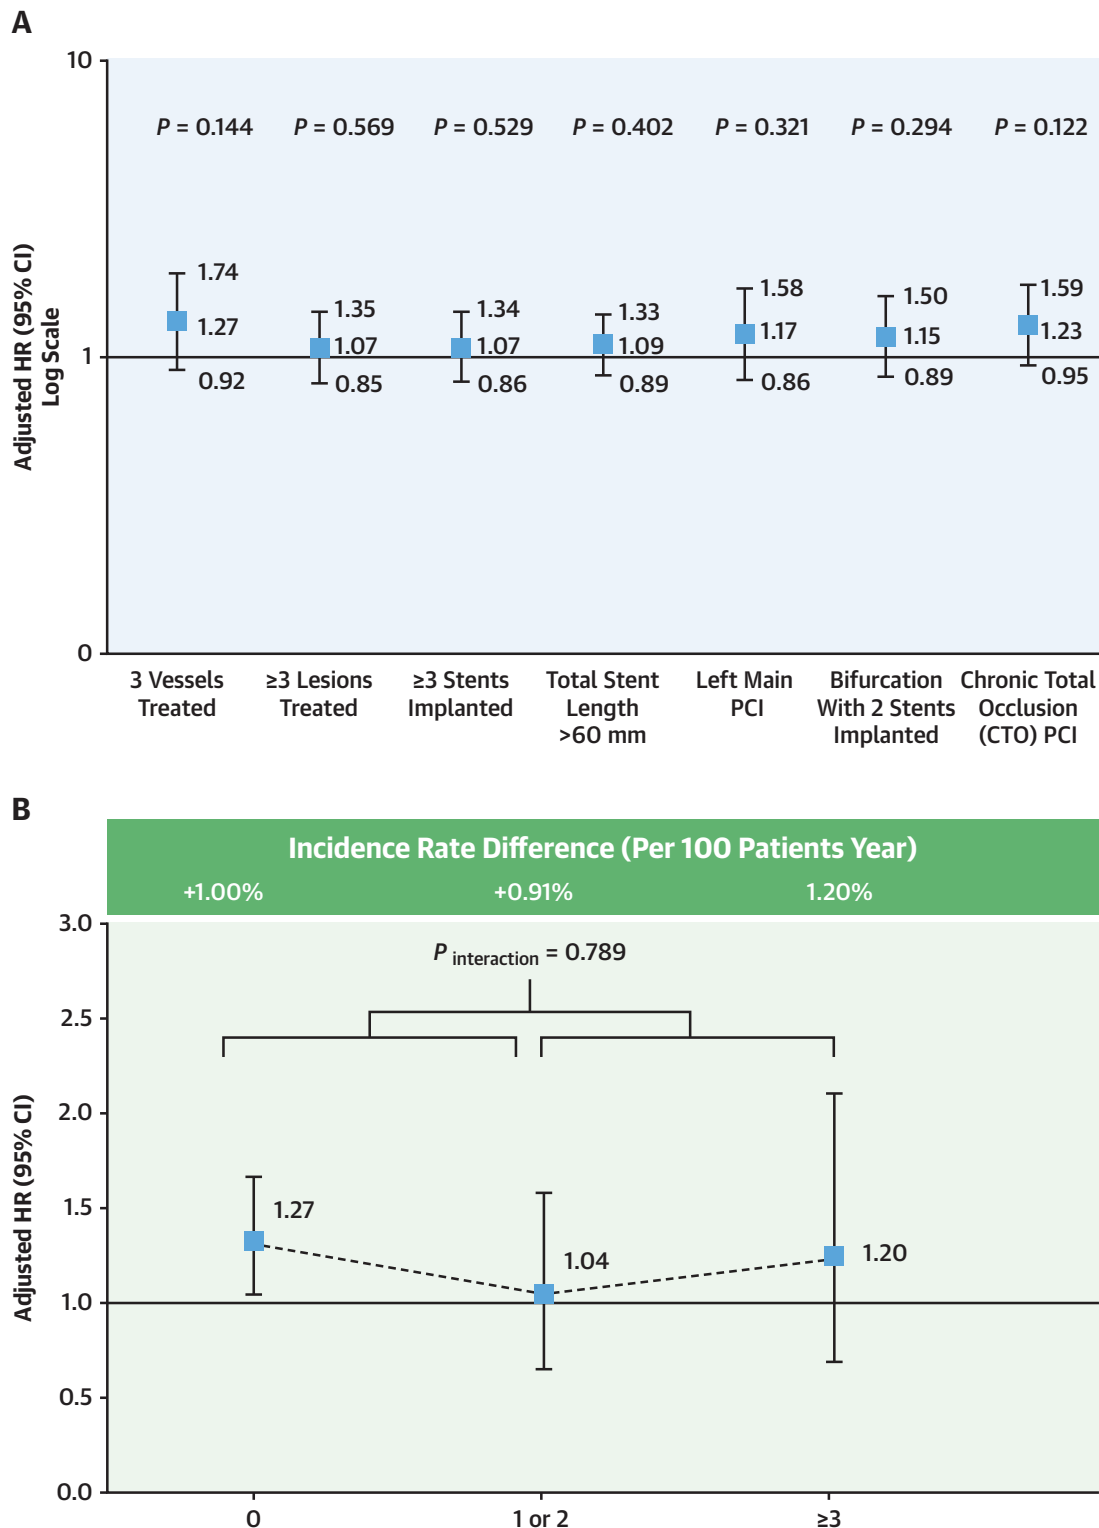 A
10
P = 0.144 P = 0.569 P = 0.529 P = 0.402 P = 0.321 P = 0.294 P = 0.122
Adjusted HR (95% CI)
Log Scale
1.74 1.35 1.34 1.33 1.58 1.50 1.59
1.27 1.07 1.07 1.09 1.17 1.15 1.23
1
0.92 0.85 0.86 0.89 0.86 0.89 0.95
0
3 Vessels Treated
≥3 Lesions Treated
≥3 Stents Implanted
Total Stent Length >60 mm
Left Main PCI
Bifurcation With 2 Stents Implanted
Chronic Total Occlusion (CTO) PCI
B
Incidence Rate Difference (Per 100 Patients Year)
+1.00% +0.91% 1.20%
3.0
P interaction = 0.789
2.5
2.0
Adjusted HR (95% CI)
1.5
1.27
1.04
1.20
1.0
0.5
0.0
0 1 or 2 ≥3